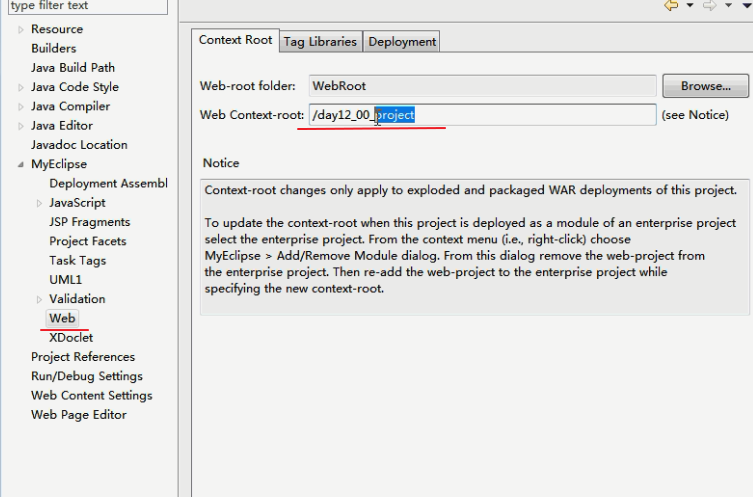 type filter text
Resource
Builders
Java Build Path
Java Code Style
Java Compiler
Java Editor
Javadoc Location
MyEclipse
Deployment Assembl
JavaScript
JSP Fragments
Project Facets
Task Tags
UML1
Validation
Web
XDoclet
Project References
Run/Debug Settings
Web Content Settings
Web Page Editor
Context Root Tag Libraries Deployment
Web-root folder: WebRoot Browse...
Web Context-root: /day12_00_project (see Notice)
Notice
Context-root changes only apply to exploded and packaged WAR deployments of this project.
To update the context-root when this project is deployed as a module of an enterprise project
select the enterprise project. From the context menu (i.e., right-click) choose
MyEclipse > Add/Remove Module dialog. From this dialog remove the web-project from
the enterprise project. Then re-add the web-project to the enterprise project while
specifying the new context-root.